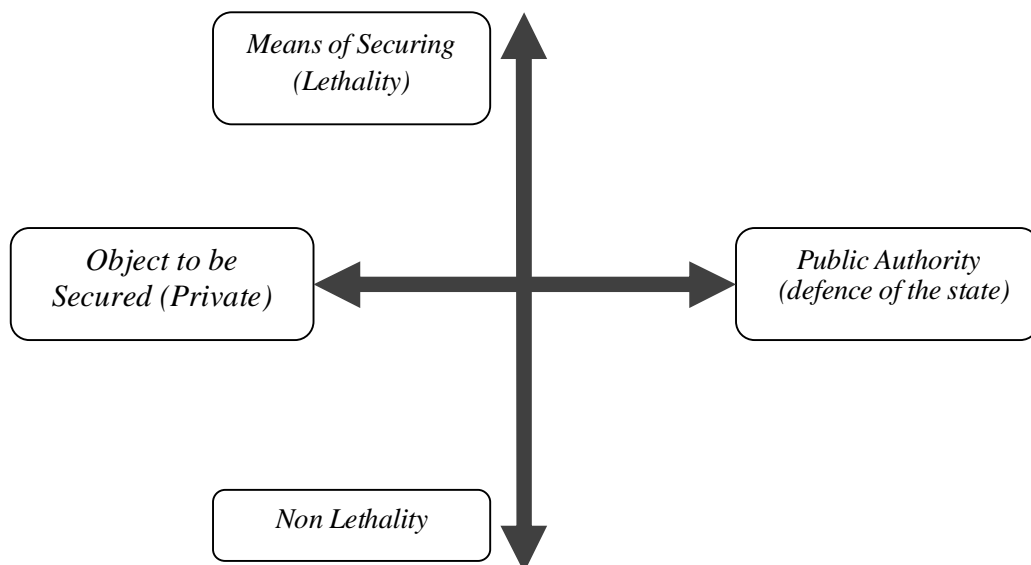 Means of Securing
(Lethality)
Object to be
Secured (Private)
Public Authority
(defence of the state)
Non Lethality